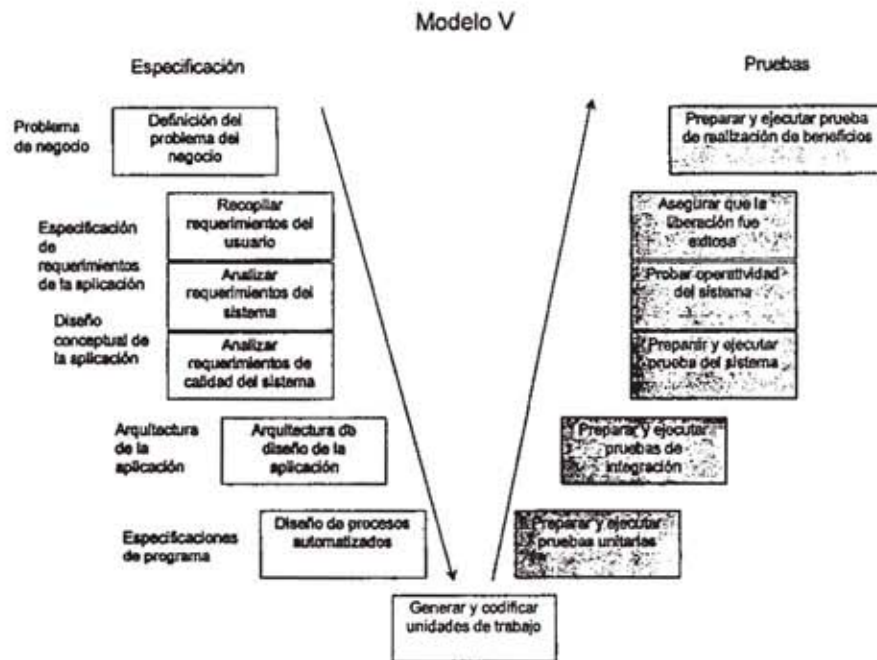 Modelo V
Especificación
Pruebas
Problema
de negocio
Definición del
problema del
negocio
Preparar y ejecutar prueba
de realización de beneficios
Especificación
de
requerimientos
de la aplicación
Recopilar
requerimientos del
usuario
Asegurar que la
liberación fue
exitosa
Analizar
requerimientos del
sistema
Probar operatividad
del sistema
Diseño
conceptual de
la aplicación
Analizar
requerimientos de
calidad del sistema
Preparar y ejecutar
prueba del sistema
Arquitectura
de la
aplicación
Arquitectura db
diseño de la
aplicación
Preparar y ejecutar
pruebas de
integración
Especificaciones
de programa
Diseño de procesos
automatizados
Preparar y ejecutar
pruebas unitarias
Generar y codificar
unidades de trabajo